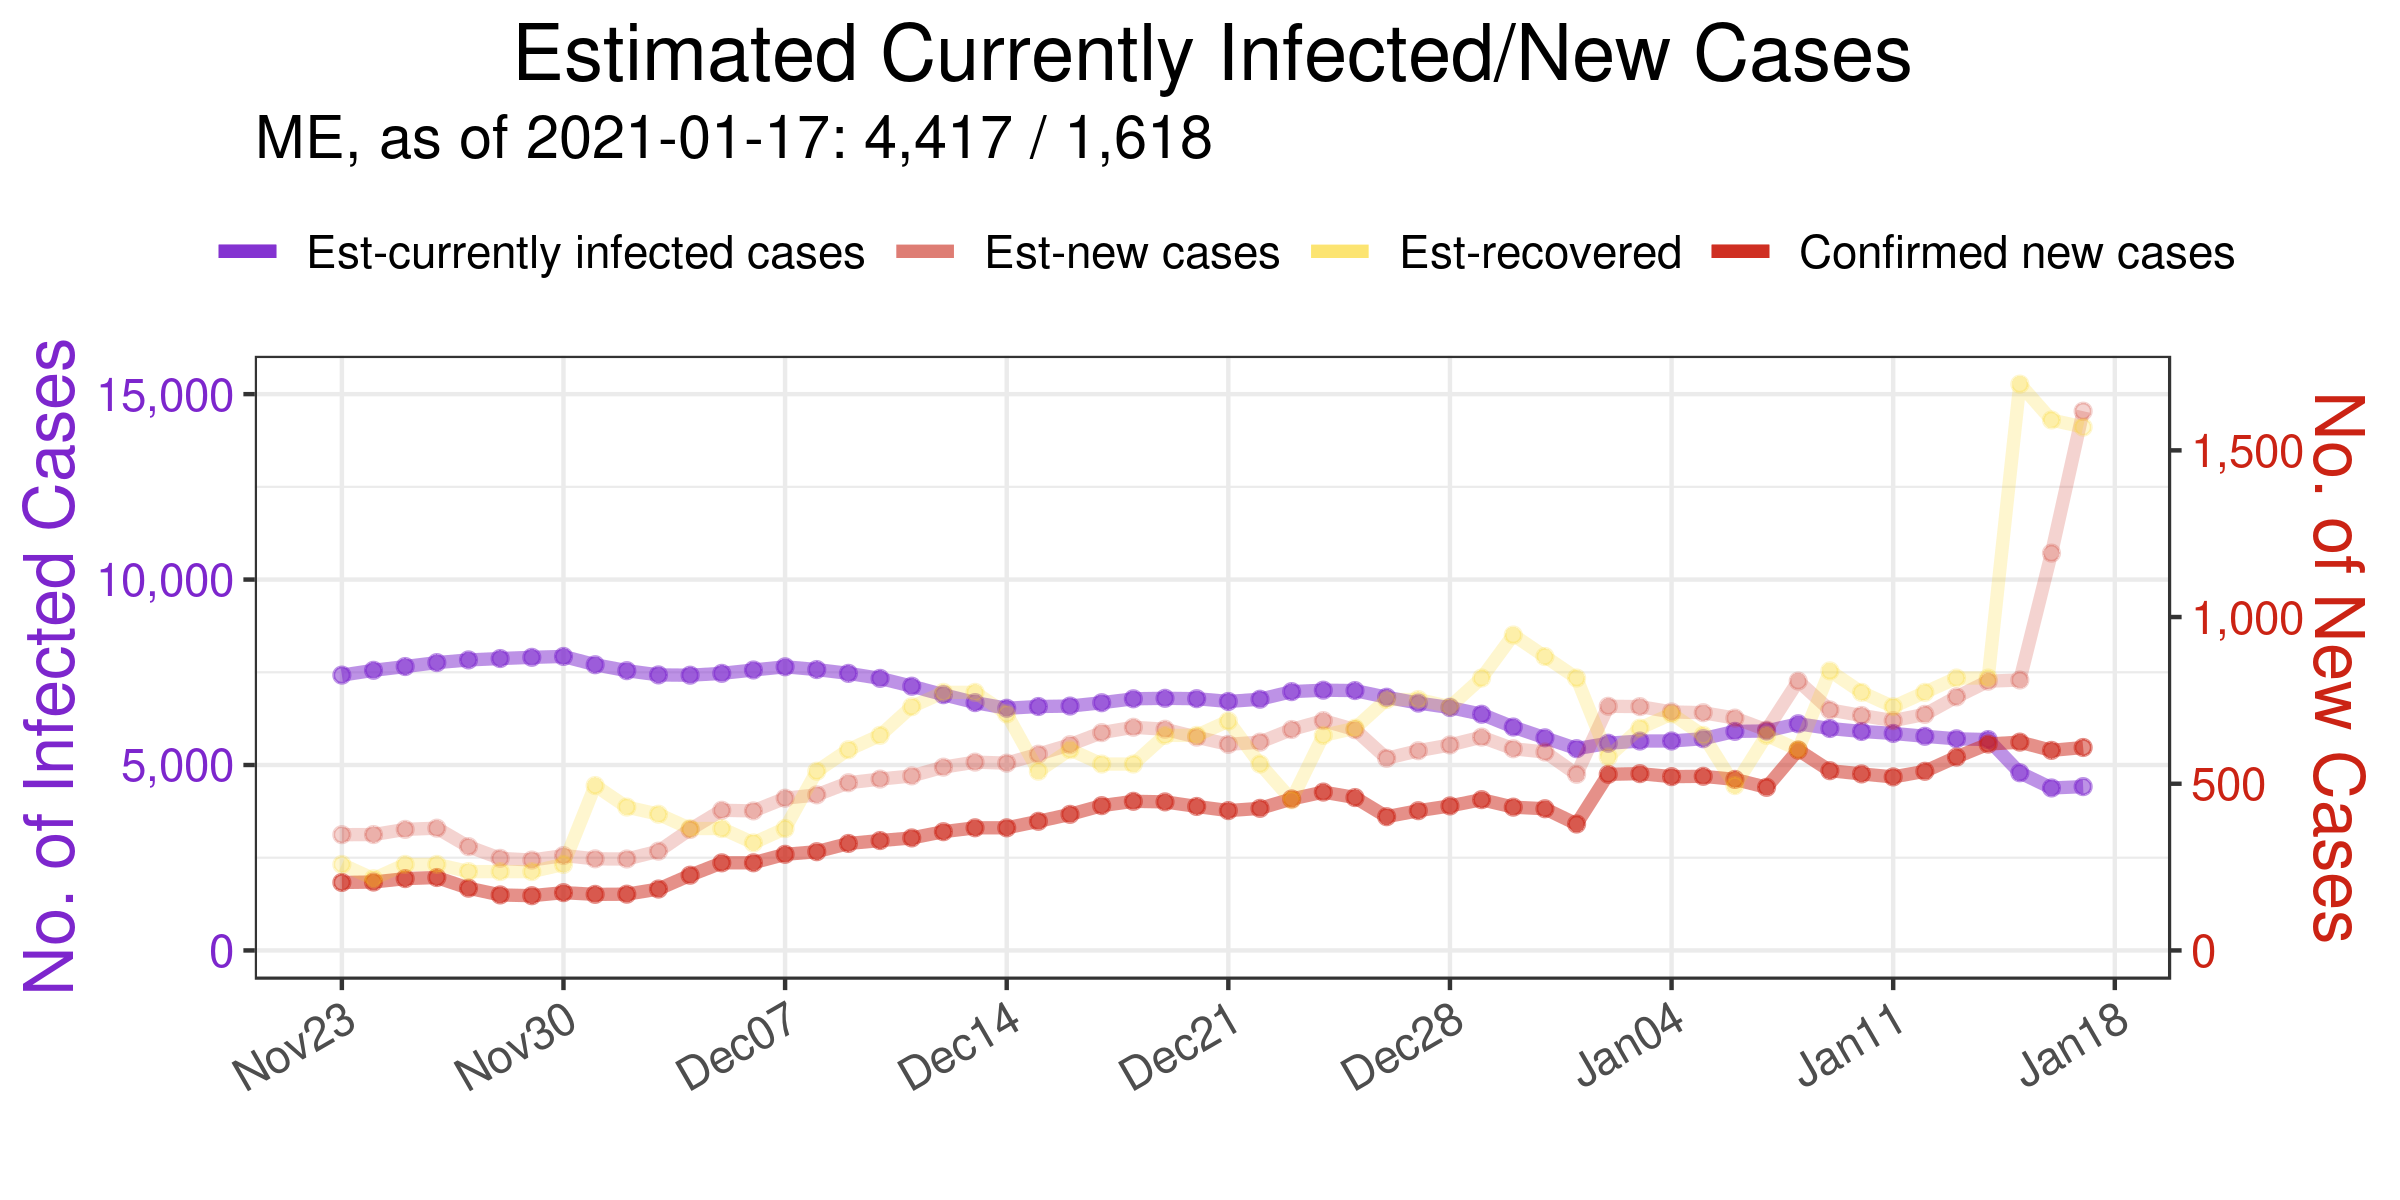 Estimated Currently Infected/New Cases
ME, as of 2021-01-17: 4,417 / 1,618
Est-currently infected cases Est-new cases Est-recovered Confirmed new cases
No. of Infected Cases
15,000
10,000
5,000
0
1,500
1,000
500
0
No. of New Cases
Nov23 Nov30 Dec07 Dec14 Dec21 Dec28 Jan04 Jan11 Jan18